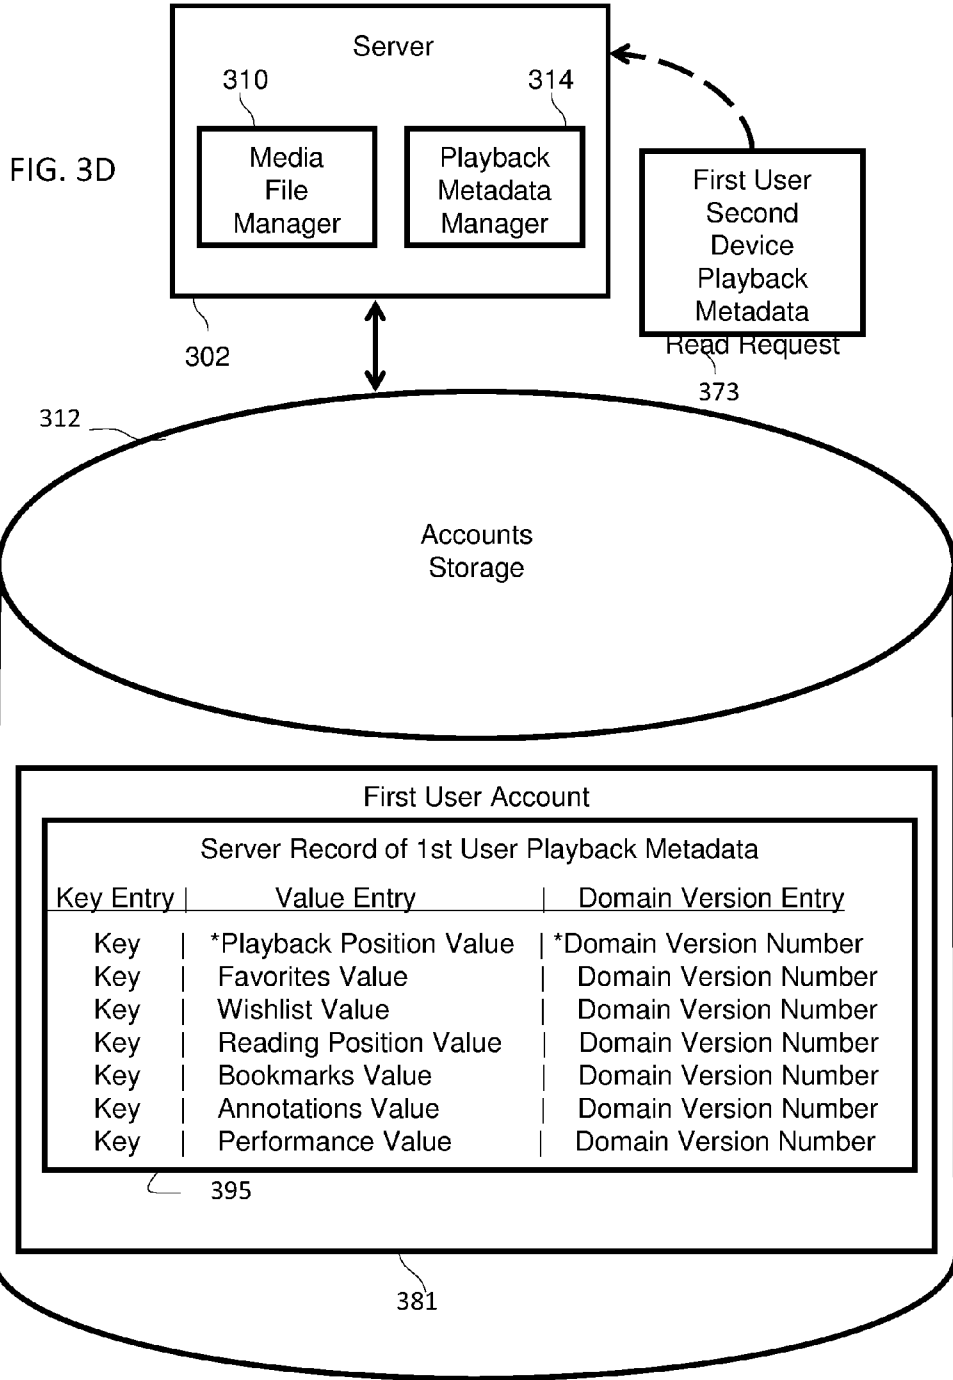 Server
310
314
FIG. 3D
Media
File
Manager
Playback
Metadata
Manager
First User
Second
Device
Playback
Metadata
Read Request
302
373
312
Accounts
Storage
First User Account
Server Record of 1st User Playback Metadata
Key Entry | Value Entry | Domain Version Entry
Key | *Playback Position Value | *Domain Version Number
Key | Favorites Value | Domain Version Number
Key | Wishlist Value | Domain Version Number
Key | Reading Position Value | Domain Version Number
Key | Bookmarks Value | Domain Version Number
Key | Annotations Value | Domain Version Number
Key | Performance Value | Domain Version Number
395
381